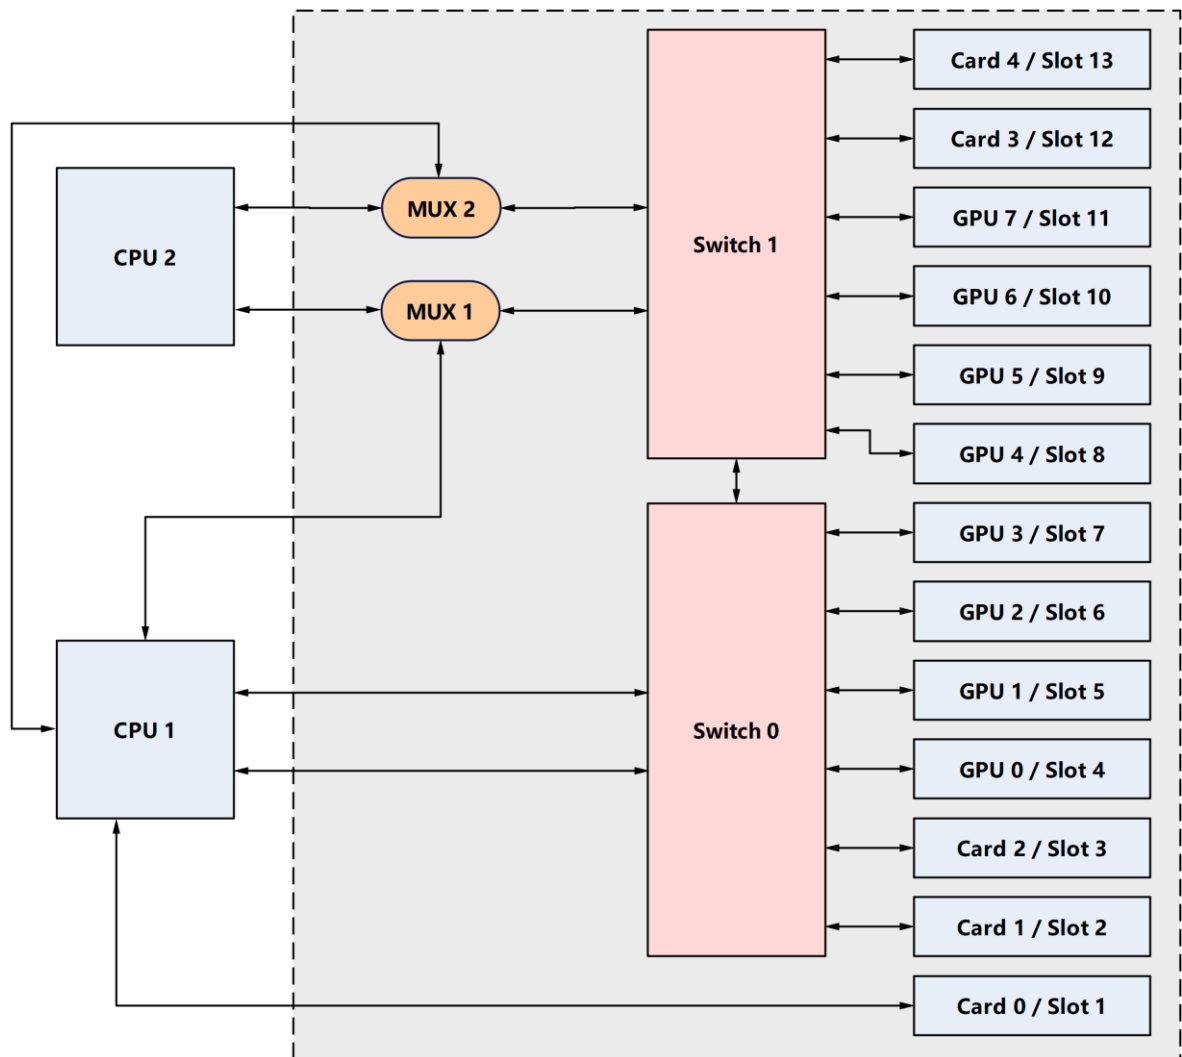 Card 4 / Slot 13
Card 3 / Slot 12
MUX 2
GPU 7 / Slot 11
Switch 1
CPU 2
GPU 6 / Slot 10
MUX 1
GPU 5 / Slot 9
GPU 4 / Slot 8
GPU 3 / Slot 7
GPU 2 / Slot 6
GPU 1 / Slot 5
CPU 1
Switch 0
GPU 0 / Slot 4
Card 2 / Slot 3
Card 1 / Slot 2
Card 0 / Slot 1